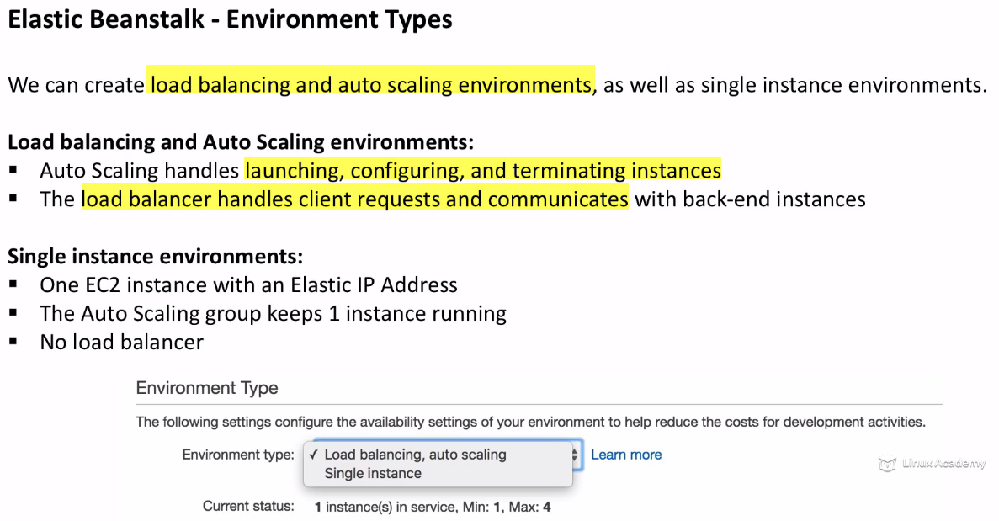 Elastic Beanstalk - Environment Types
We can create load balancing and auto scaling environments, as well as single instance environments.
Load balancing and Auto Scaling environments:
▪ Auto Scaling handles launching, configuring, and terminating instances
▪ The load balancer handles client requests and communicates with back-end instances
Single instance environments:
▪ One EC2 instance with an Elastic IP Address
▪ The Auto Scaling group keeps 1 instance running
▪ No load balancer
Environment Type
The following settings configure the availability settings of your environment to help reduce the costs for development activities.
Environment type: ✓ Load balancing, auto scaling Learn more
Single instance
Linux Academy
Current status: 1 instance(s) in service, Min: 1, Max: 4